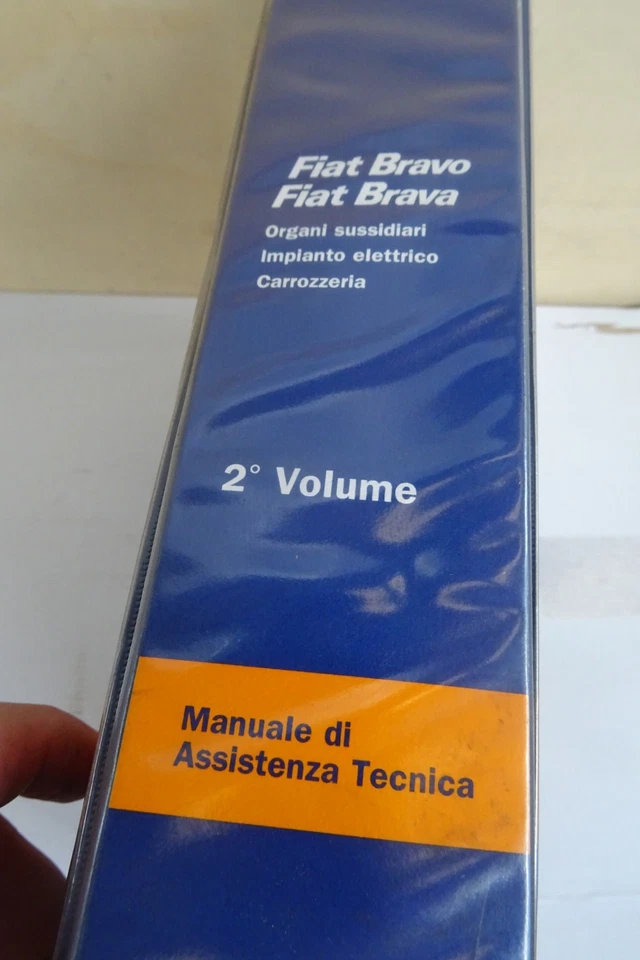 Fiat Bravo
Fiat Brava
Organi sussidiari
Impianto elettrico
Carrozzeria
2° Volume
Manuale di
Assistenza Tecnica